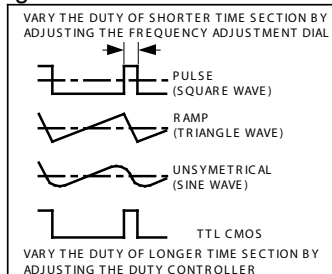 VARY THE DUTY OF SHORTER TIME SECTION BY
ADJUSTING THE FREQUENCY ADJUSTMENT DIAL
PULSE
(SQUARE WAVE)
RAMP
(TRIANGLE WAVE)
UNSYMETRICAL
(SINE WAVE)
TTL CMOS
VARY THE DUTY OF LONGER TIME SECTION BY
ADJUSTING THE DUTY CONTROLLER